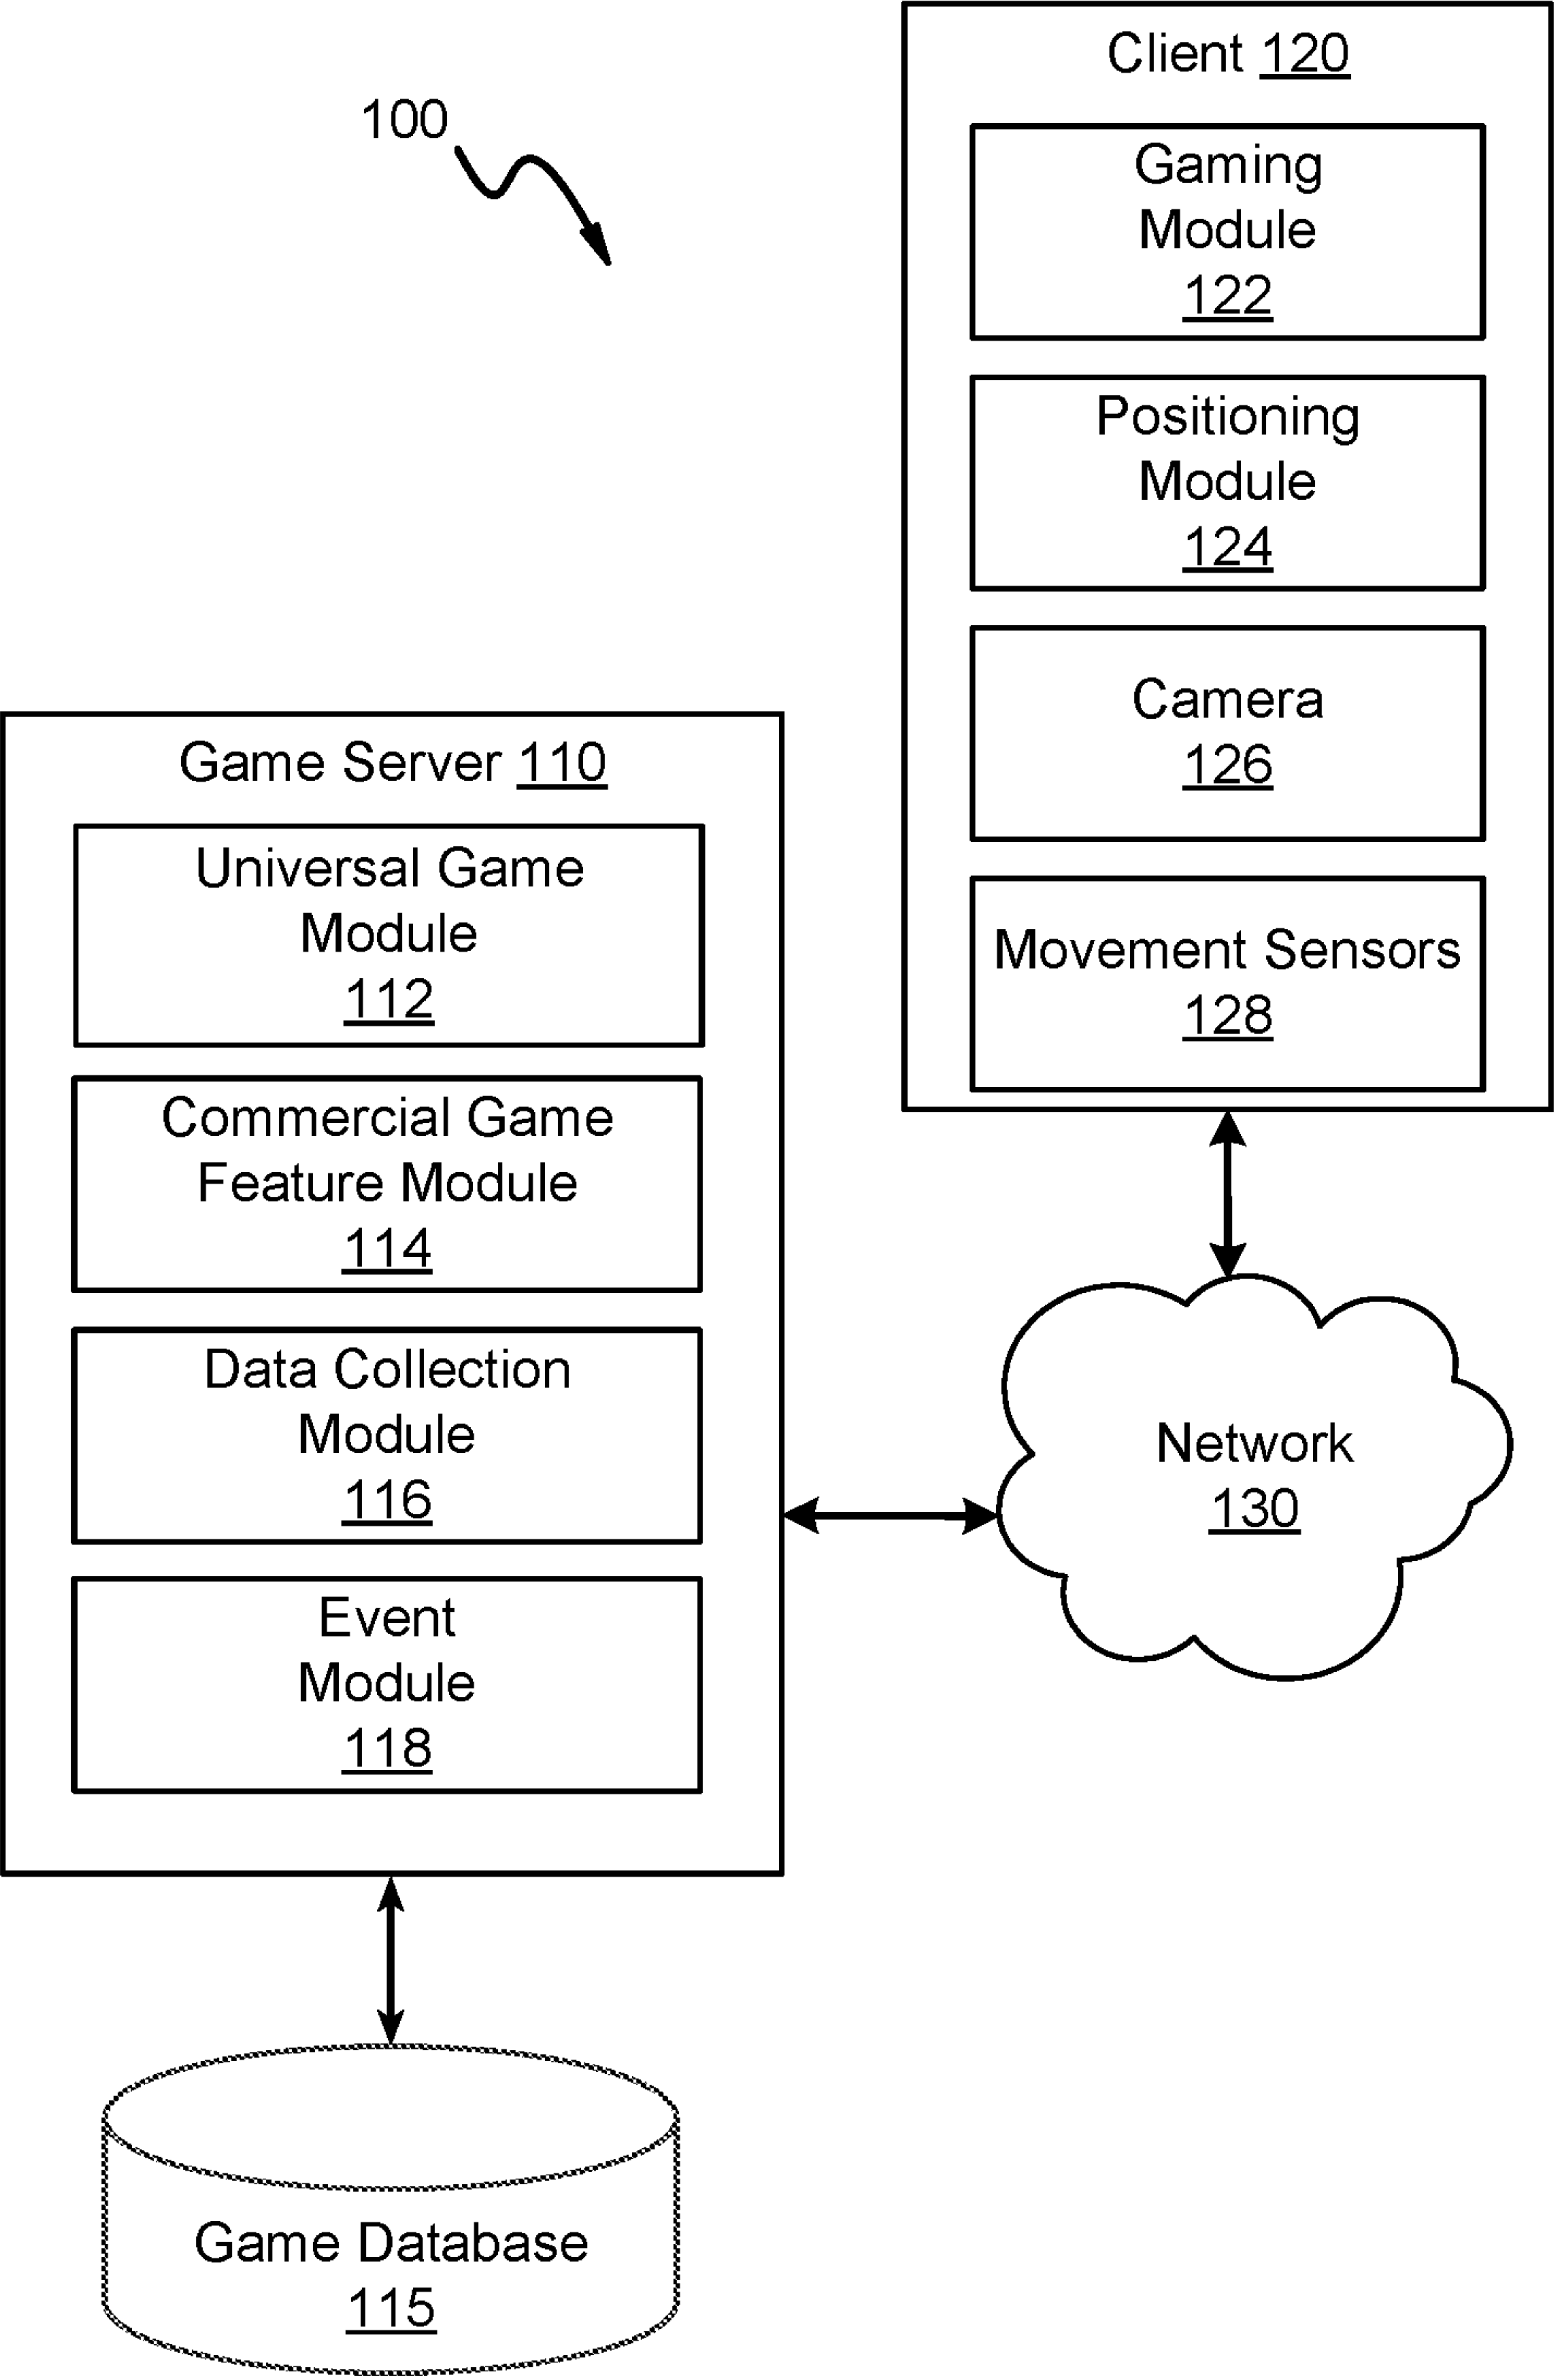 100
Client 120
Gaming
Module
122
Positioning
Module
124
Camera
126
Movement Sensors
128
Game Server 110
Universal Game
Module
112
Commercial Game
Feature Module
114
Data Collection
Module
116
Event
Module
118
Network
130
Game Database
115